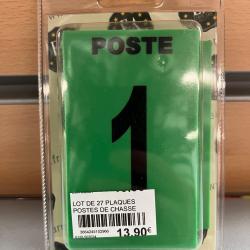 POSTE
1
LOT DE 27 PLAQUES
POSTES DE CHASSE
13.90€